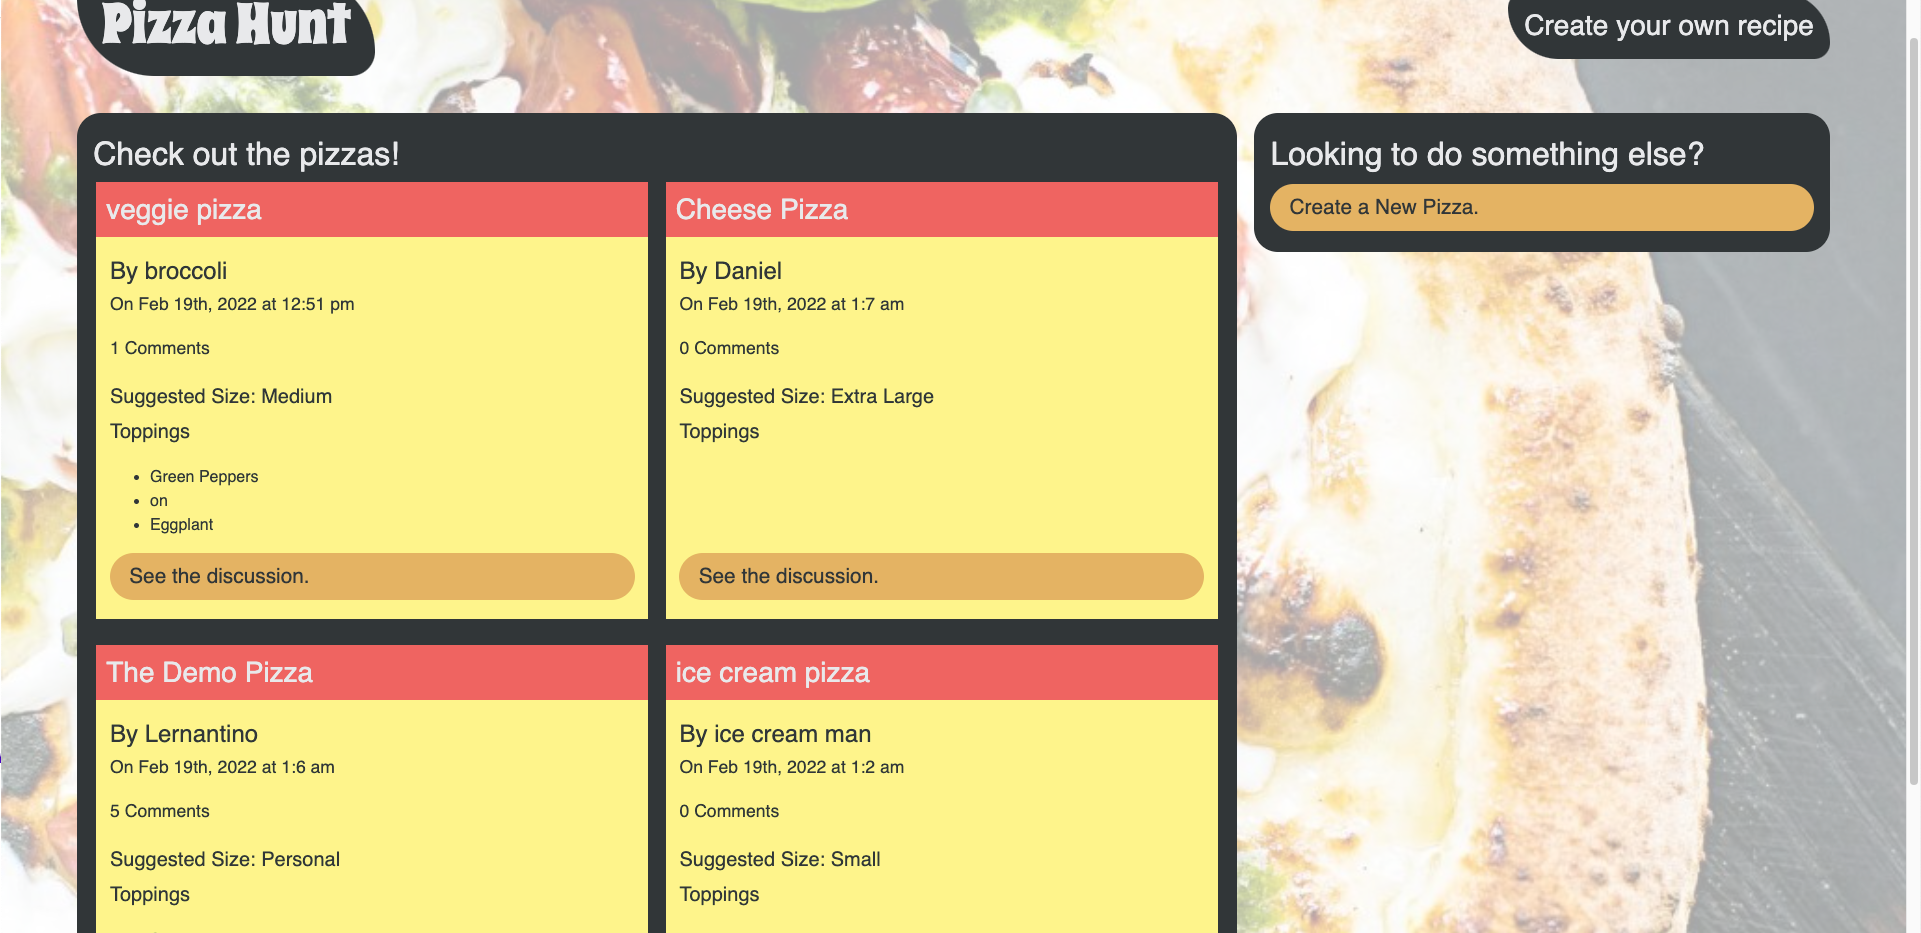 Pizza Hunt
Create your own recipe
Check out the pizzas!
veggie pizza
By broccoli
On Feb 19th, 2022 at 12:51 pm
1 Comments
Suggested Size: Medium
Toppings
• Green Peppers
• on
• Eggplant
See the discussion.
Cheese Pizza
By Daniel
On Feb 19th, 2022 at 1:7 am
0 Comments
Suggested Size: Extra Large
Toppings
See the discussion.
The Demo Pizza
By Lernantino
On Feb 19th, 2022 at 1:6 am
5 Comments
Suggested Size: Personal
Toppings
ice cream pizza
By ice cream man
On Feb 19th, 2022 at 1:2 am
0 Comments
Suggested Size: Small
Toppings
Looking to do something else?
Create a New Pizza.